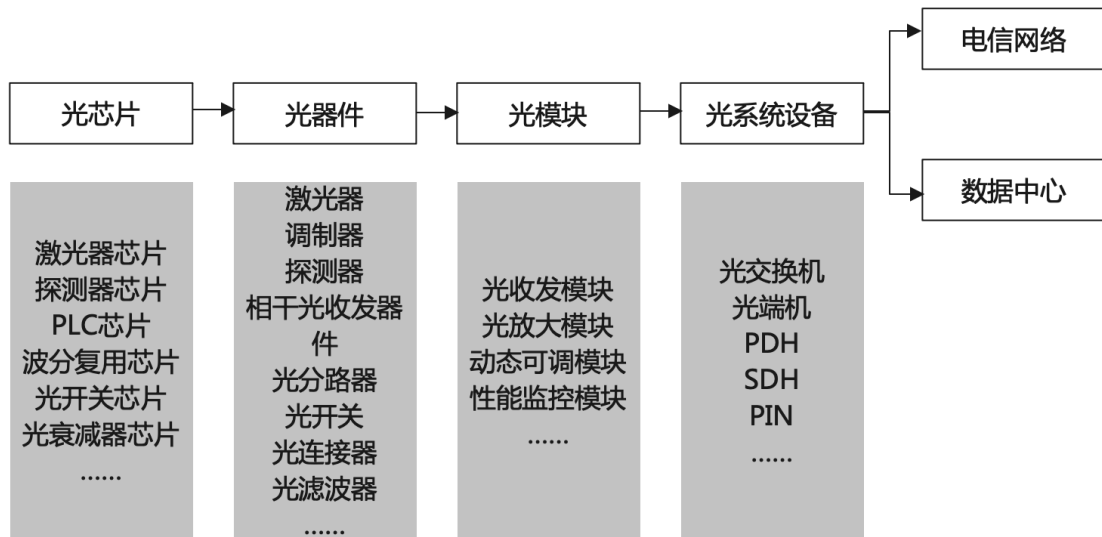 电信网络
光芯片
光器件
光模块
光系统设备
数据中心
激光器芯片
探测器芯片
PLC芯片
波分复用芯片
光开关芯片
光衰减器芯片
……
激光器
调制器
探测器
相干光收发器
件
光分路器
光开关
光连接器
光滤波器
……
光收发模块
光放大模块
动态可调模块
性能监控模块
……
光交换机
光端机
PDH
SDH
PIN
……